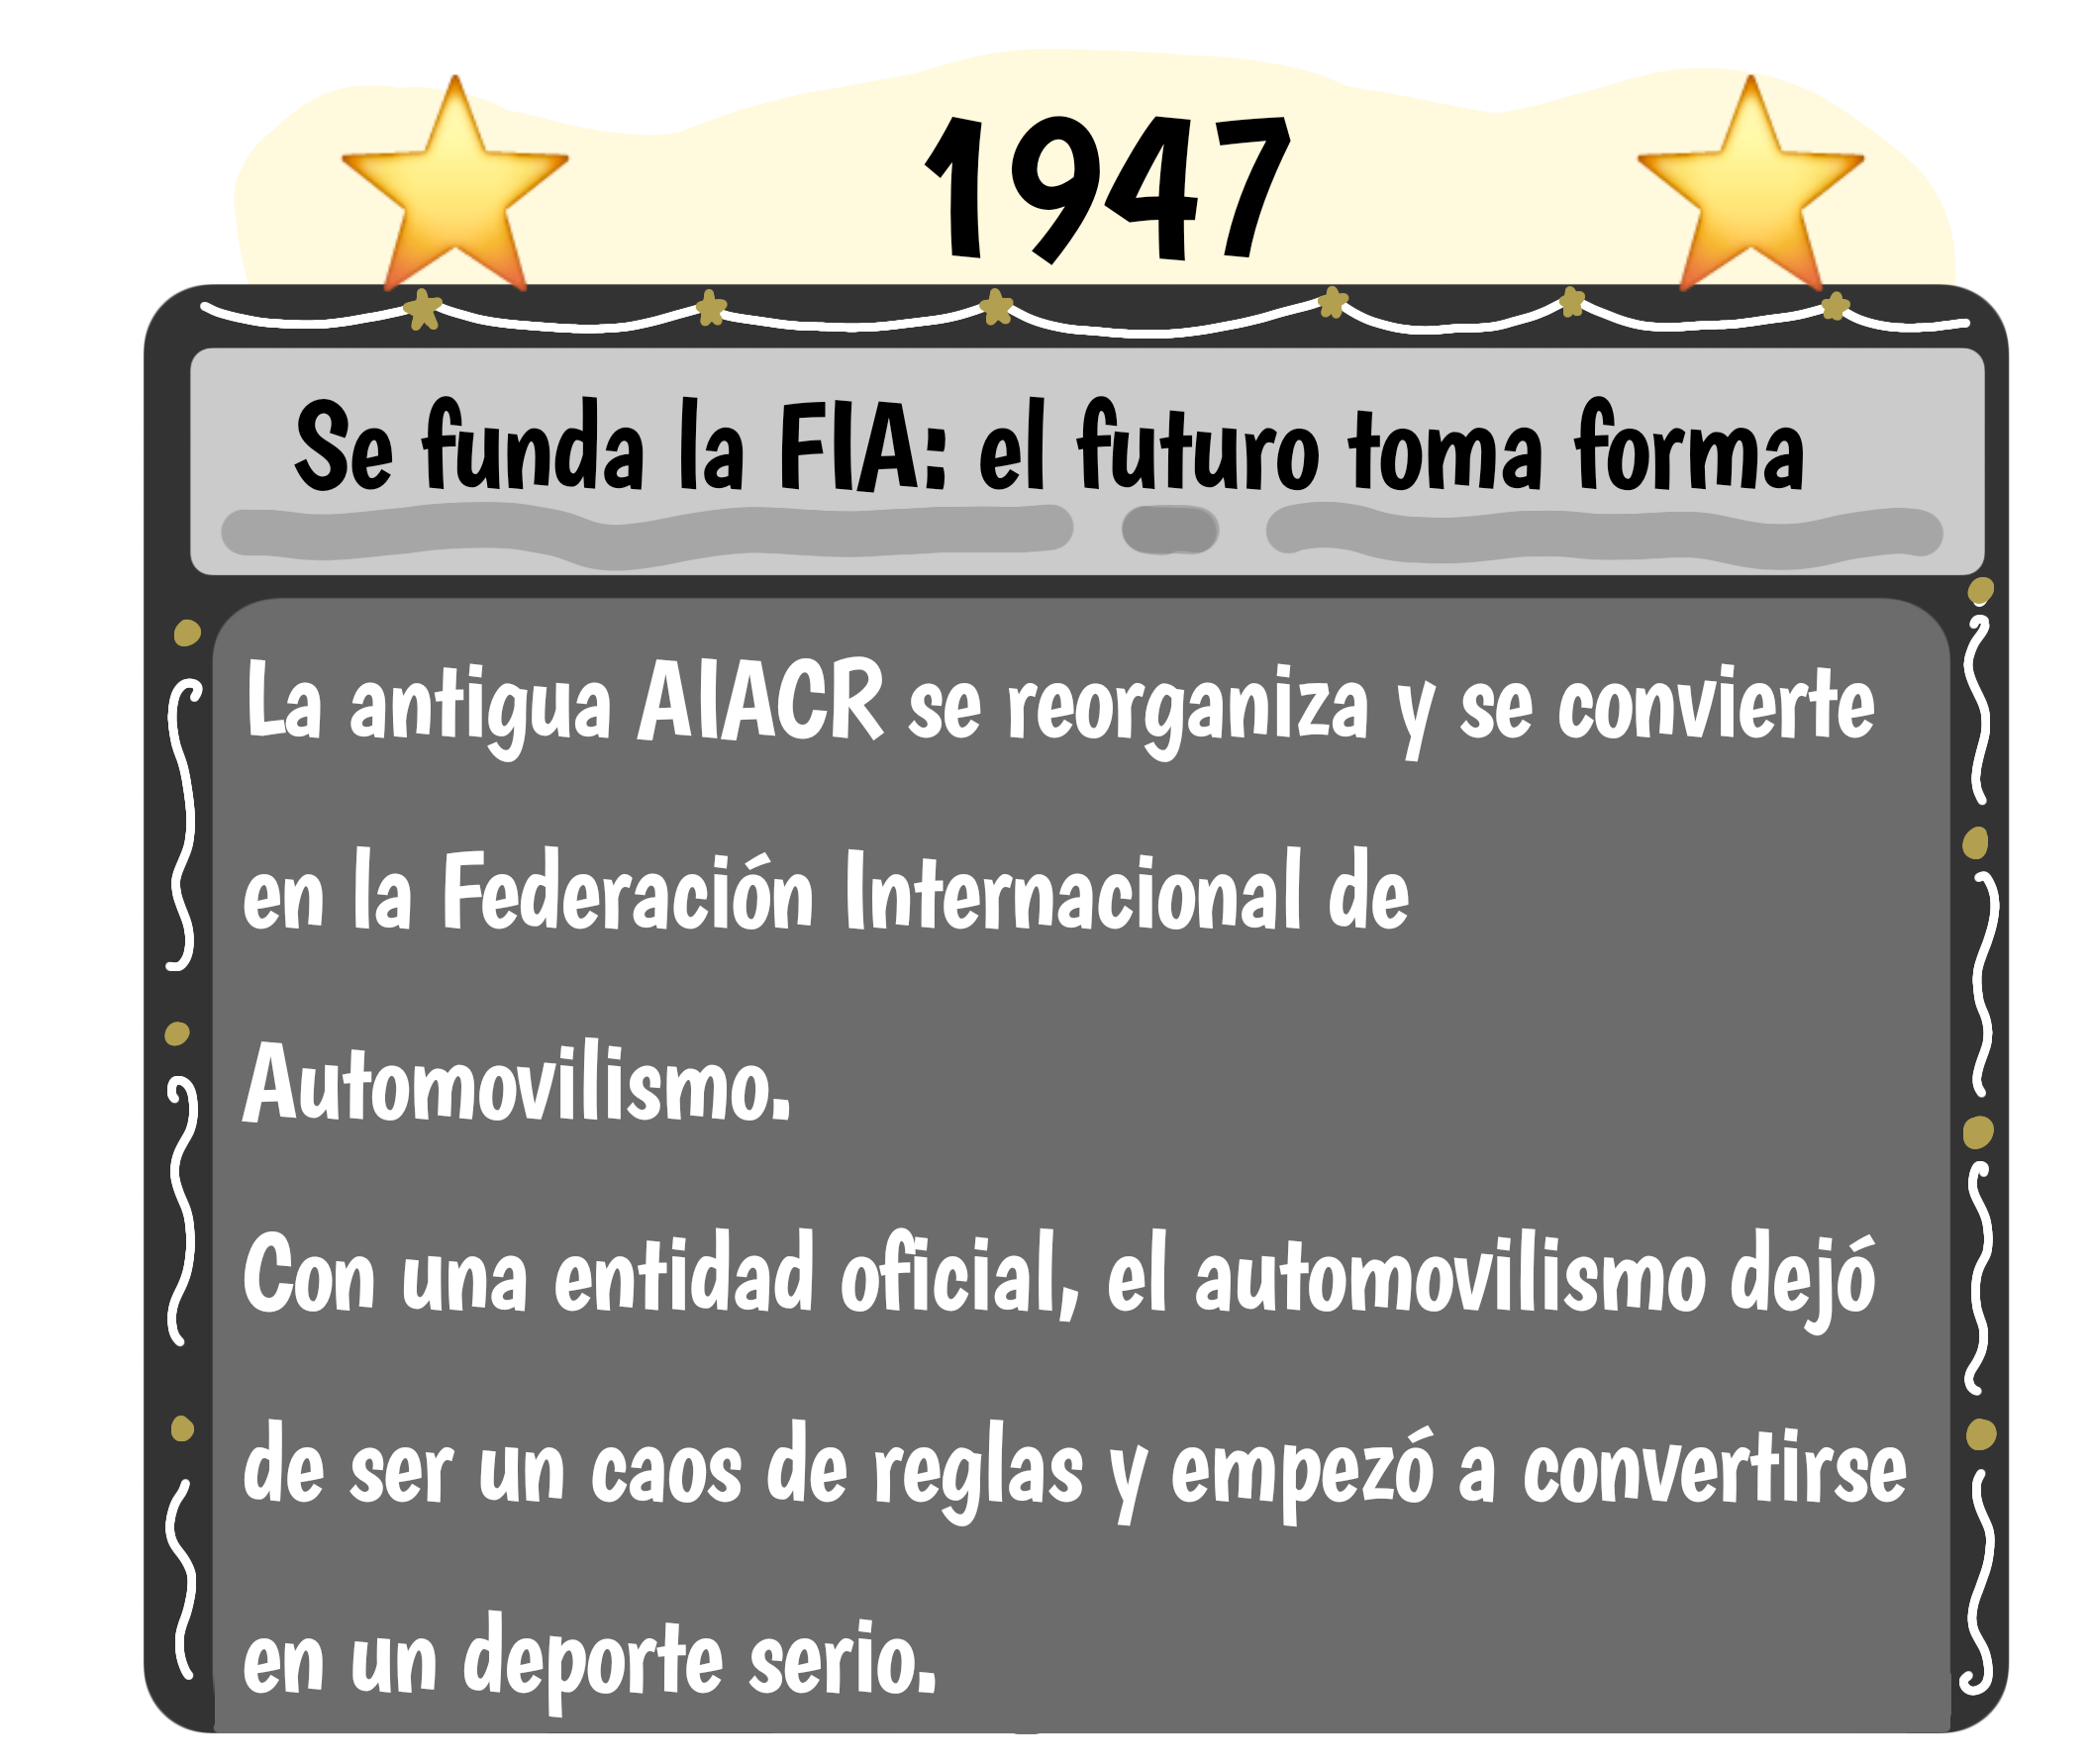 1947
Se funda la FIA: el futuro toma forma
La antigua AIACR se reorganiza y se convierte
en la Federación Internacional de
Automovilismo.
Con una entidad oficial, el automovilismo dejó
de ser un caos de reglas y empezó a convertirse
en un deporte serio.